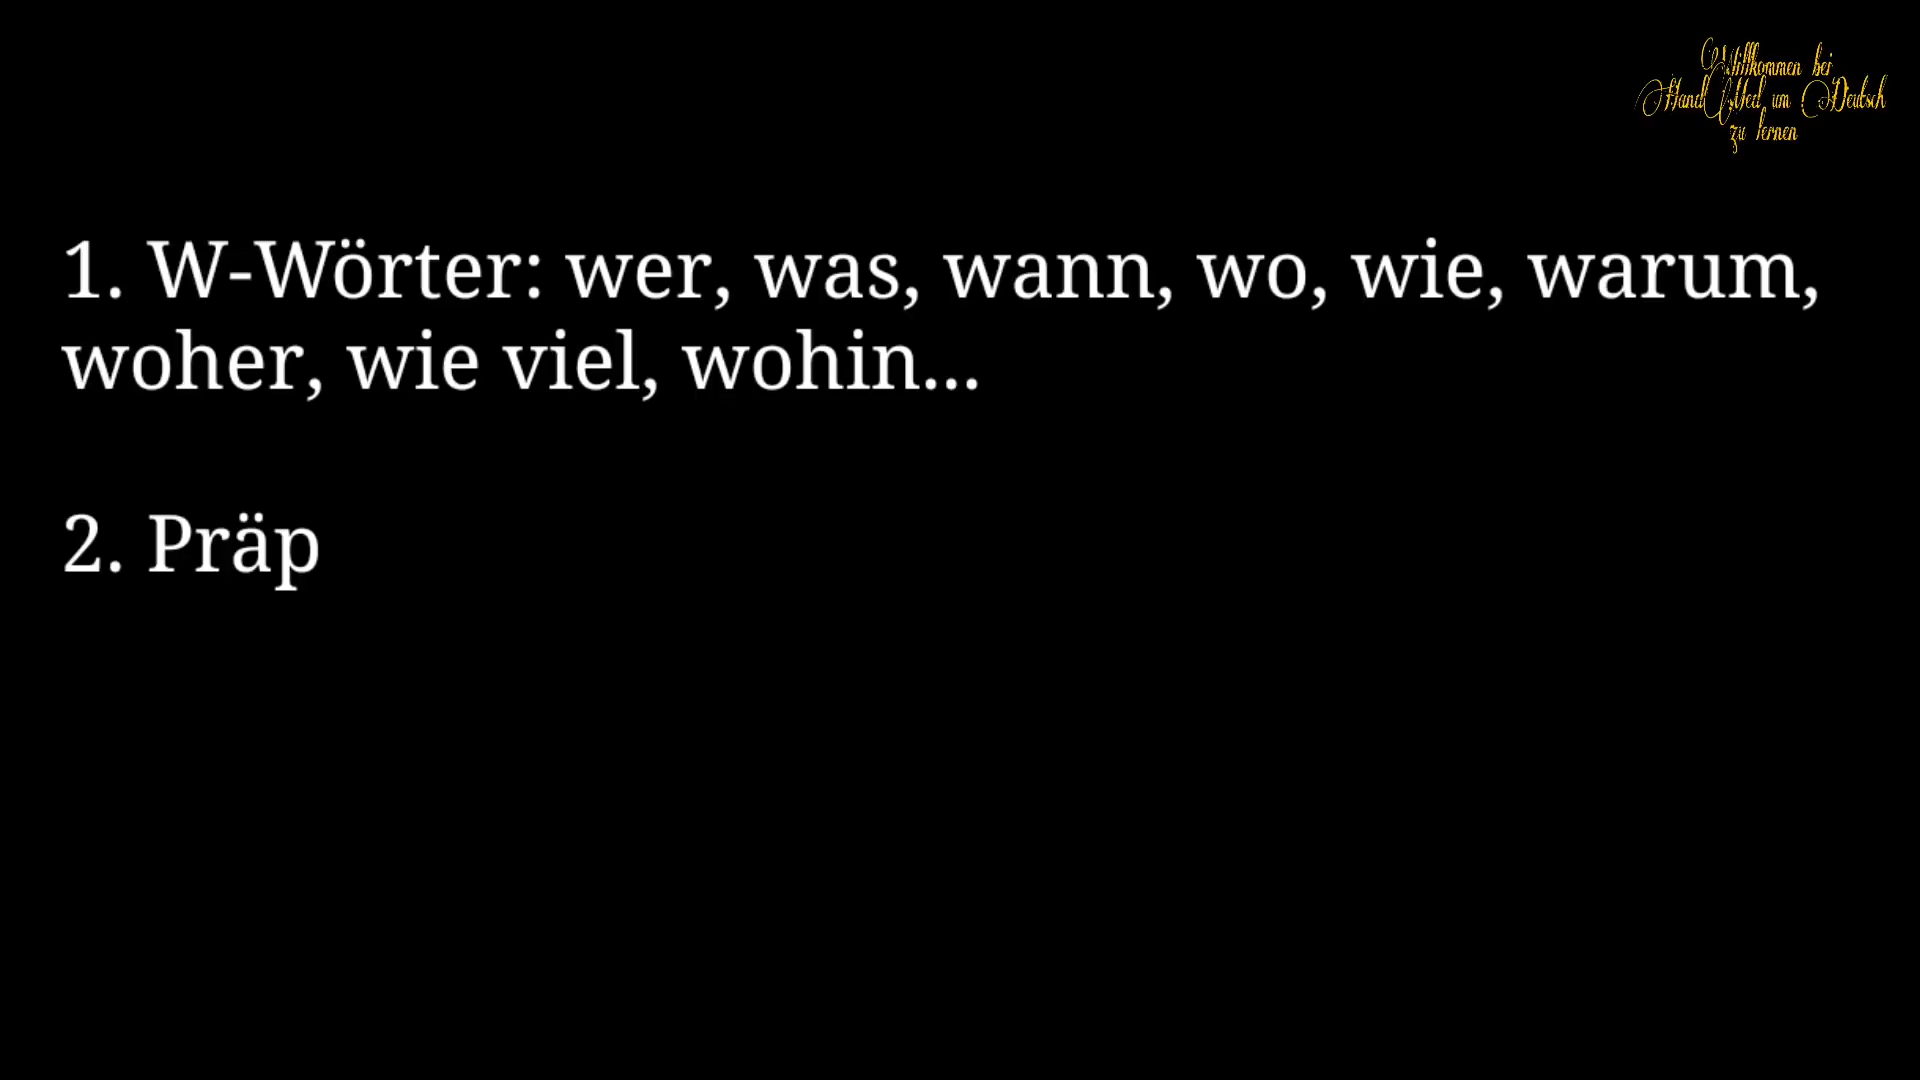 Willkommen bei
Hand Med um Deutsch
zu lernen
1. W-Wörter: wer, was, wann, wo, wie, warum,
woher, wie viel, wohin...
2. Präp